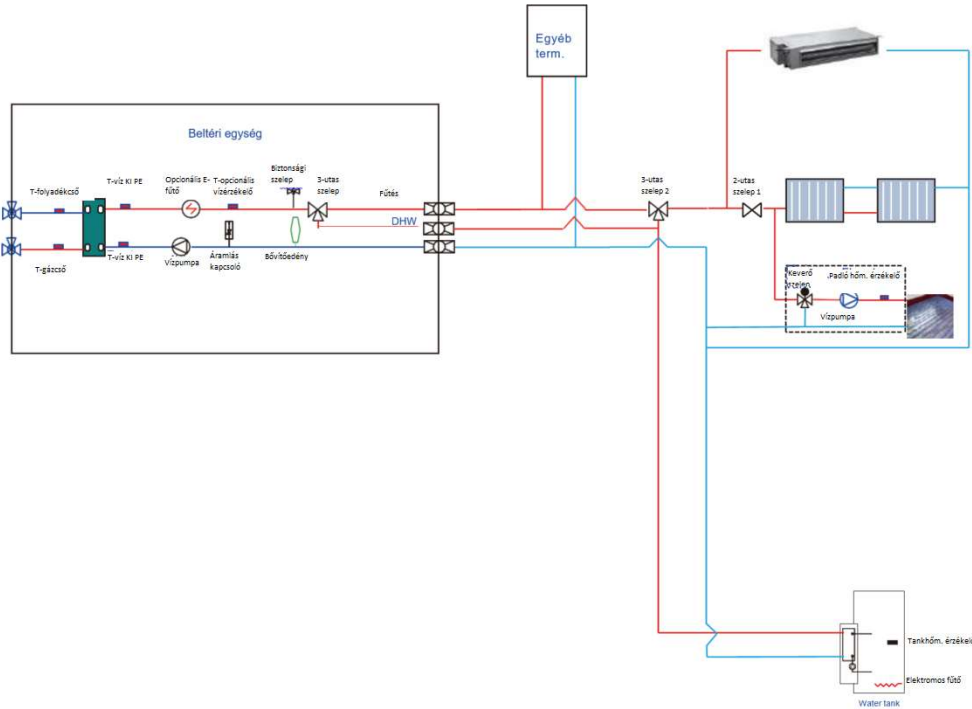 Egyéb
term.
Beltéri egység
T-folyadékcső
T-víz KI PE
Opcionális E-
fűtő
T-opcionális
vízérzékelő
Biztonsági
szelep
3-utas
szelep
Fűtés
DHW
T-gázcső
T-víz KI PE
Vízpumpa
Áramlás
kapcsoló
Bővítőedény
3-utas
szelep 2
2-utas
szelep 1
Keverő
szelep
Padló hőm. érzékelő
Vízpumpa
Tankhőm. érzékelő
Elektromos fűtő
Water tank